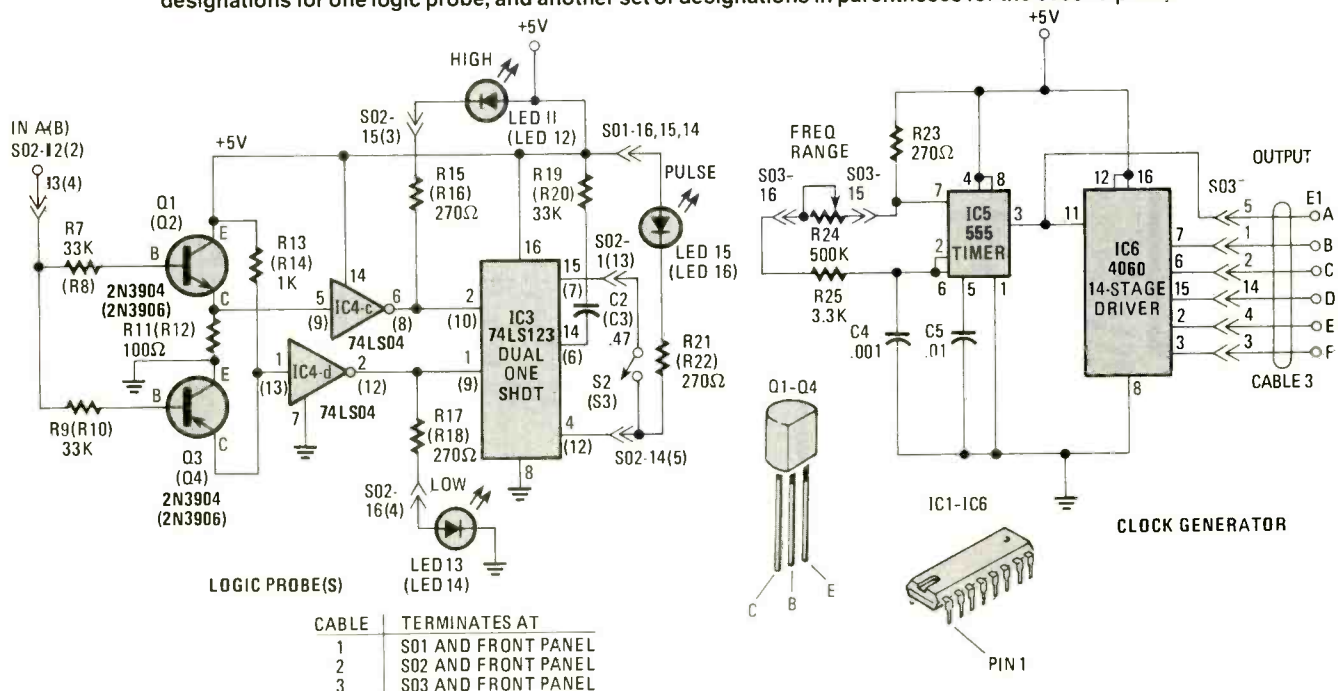 designations for one logic probe, and another set of designations in parentheses for the
+5V
HIGH
LED 11
(LED 12)
S02-
15(3)
IN A(B)
S02-12(2)
13(4)
+5V
S01-16,15,14
PULSE
LED 15
(LED 16)
R15
(R16)
270Ω
R19
(R20)
33K
Q1
(Q2)
R7
33K
(R8)
B
E
C
2N3904
(2N3906)
R13
(R14)
1K
R11(R12)
100Ω
14
5
(9)
IC4-c
6
(8)
74LS04
1
(13)
IC4-d
2
(12)
7
74LS04
16
2
(10)
1
(9)
IC3
74LS123
DUAL
ONE
SHOT
15
(7)
14
(6)
4
(12)
8
S02-
1(13)
C2
(C3)
.47
S2
(S3)
R21
(R22)
270Ω
S02-14(5)
B
E
C
R9(R10)
33K
Q3
(Q4)
2N3904
(2N3906)
R17
(R18)
270Ω
S02-
16(4)
LOW
LED 13
(LED 14)
LOGIC PROBE(S)
CABLE TERMINATES AT
1 S01 AND FRONT PANEL
2 S02 AND FRONT PANEL
3 S03 AND FRONT PANEL
+5V
FREQ
RANGE
R23
270Ω
S03-
16
S03-
15
R24
500K
R25
3.3K
4
8
7
IC5
555
TIMER
3
2
6
5
1
C4
.001
C5
.01
12
16
11
IC6
4060
14-STAGE
DRIVER
8
OUTPUT
S03-
E1
5
A
7
1
B
6
2
C
15
14
D
2
4
E
3
3
F
CABLE 3
Q1-Q4
C
B
E
IC1-IC6
PIN 1
CLOCK GENERATOR